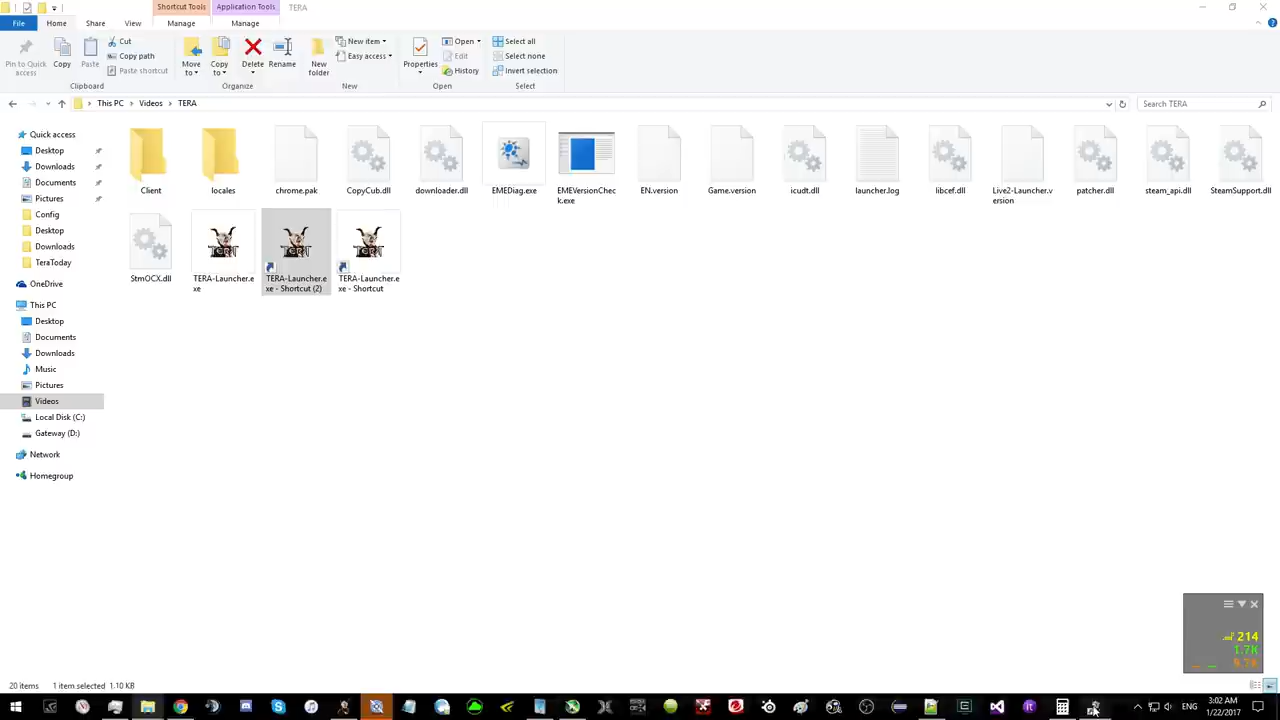 Shortcut Tools
Application Tools
TERA
File
Home
Share
View
Manage
Manage
Pin to Quick
access
Copy
Paste
Cut
Copy path
Paste shortcut
Clipboard
Move
to
Copy
to
Delete
Rename
Organize
New
folder
New item
Easy access
New
Properties
Open
Edit
History
Open
Select all
Select none
Invert selection
Select
This PC
Videos
TERA
Search TERA
Quick access
Desktop
Downloads
Documents
Pictures
Config
Desktop
Downloads
TeraToday
OneDrive
This PC
Desktop
Documents
Downloads
Music
Pictures
Videos
Local Disk (C:)
Gateway (D:)
Network
Homegroup
Client
locales
chrome.pak
CopyCub.dll
downloader.dll
EMEDiag.exe
EMEVersionChec
k.exe
EN.version
Game.version
icudt.dll
launcher.log
libcef.dll
Live2-Launcher.v
ersion
patcher.dll
steam_api.dll
SteamSupport.dll
StmOCX.dll
TERA-Launcher.e
xe
TERA-Launcher.e
xe - Shortcut (2)
TERA-Launcher.e
xe - Shortcut
214
1.7K
20 items
1 item selected
1.10 KB
ENG
3:02 AM
1/22/2017